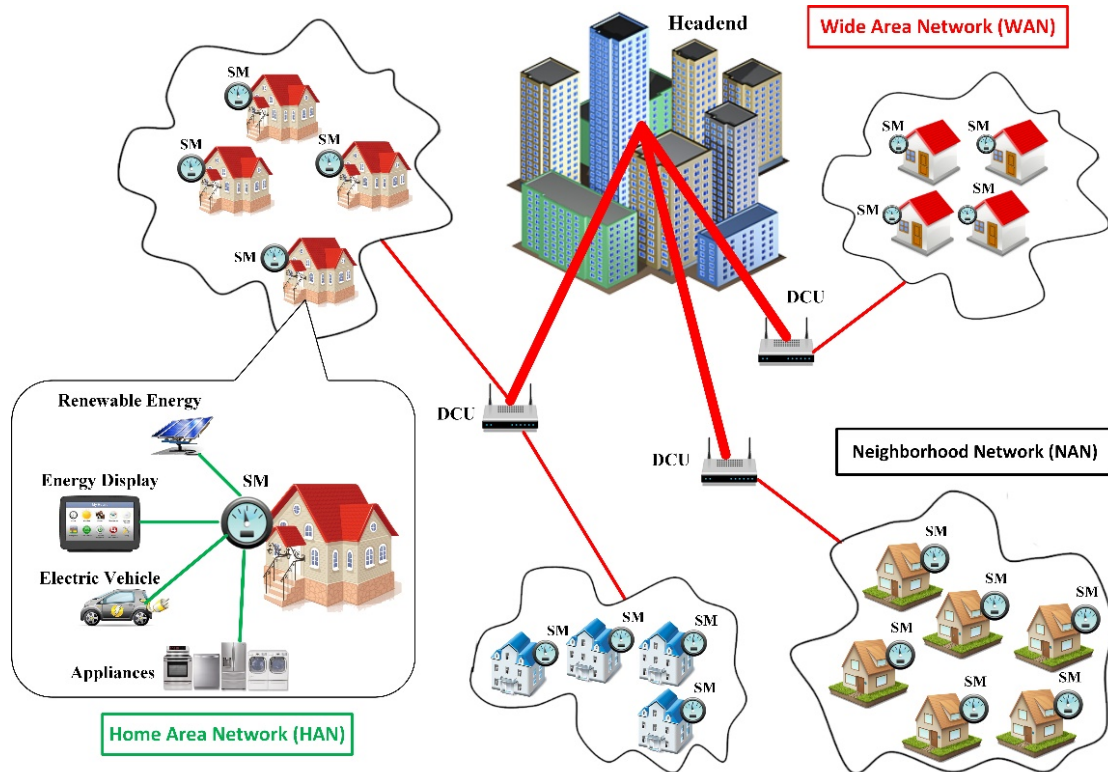 Headend
Wide Area Network (WAN)
SM
SM
SM
SM
SM
SM
SM
SM
DCU
DCU
DCU
Renewable Energy
Energy Display
SM
Electric Vehicle
Appliances
Home Area Network (HAN)
Neighborhood Network (NAN)
SM
SM
SM
SM
SM
SM
SM
SM
SM
SM